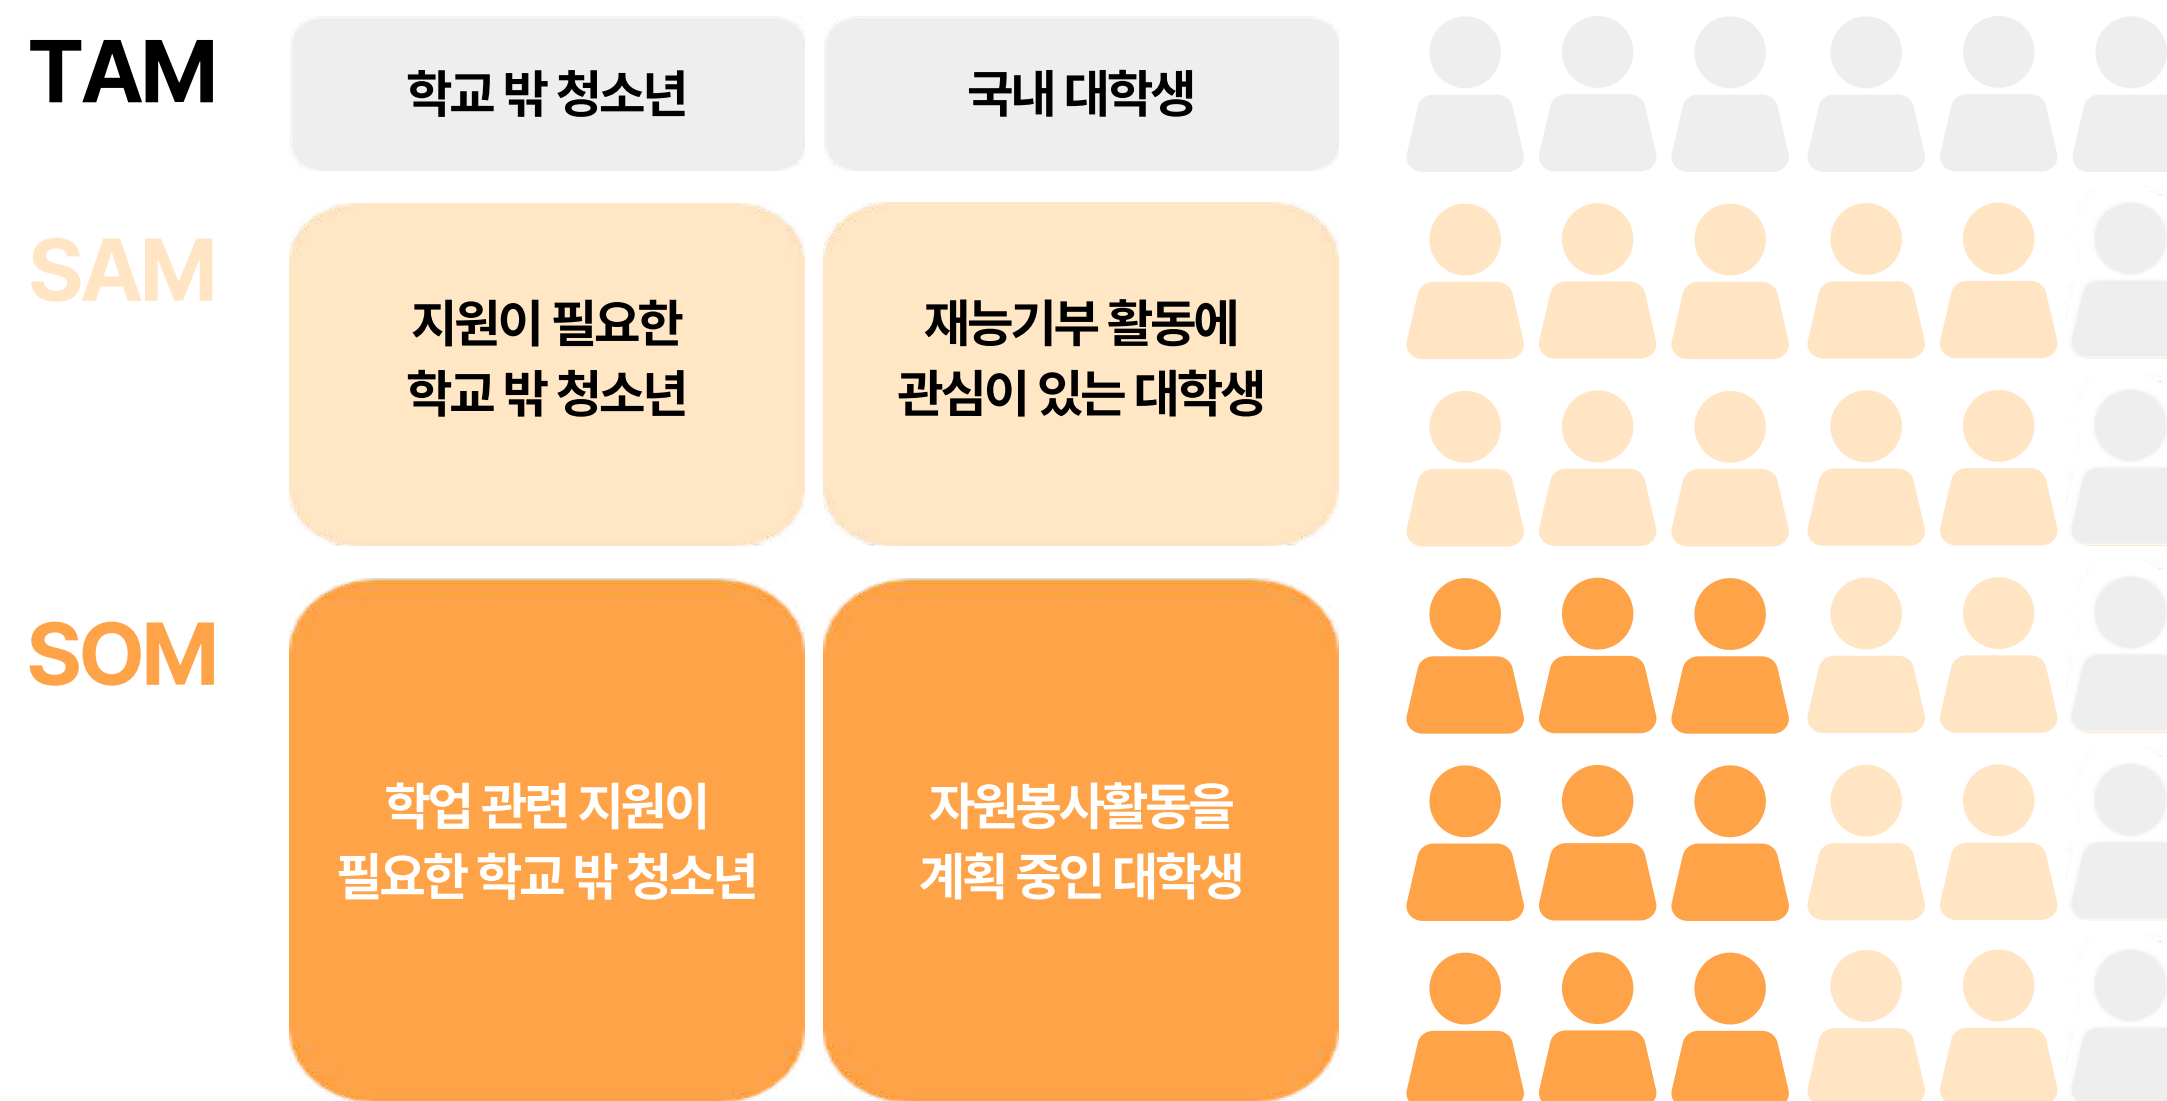 TAM
학교 밖 청소년
국내 대학생
SAM
지원이 필요한
학교 밖 청소년
재능기부 활동에
관심이 있는 대학생
SOM
학업 관련 지원이
필요한 학교 밖 청소년
자원봉사활동을
계획 중인 대학생